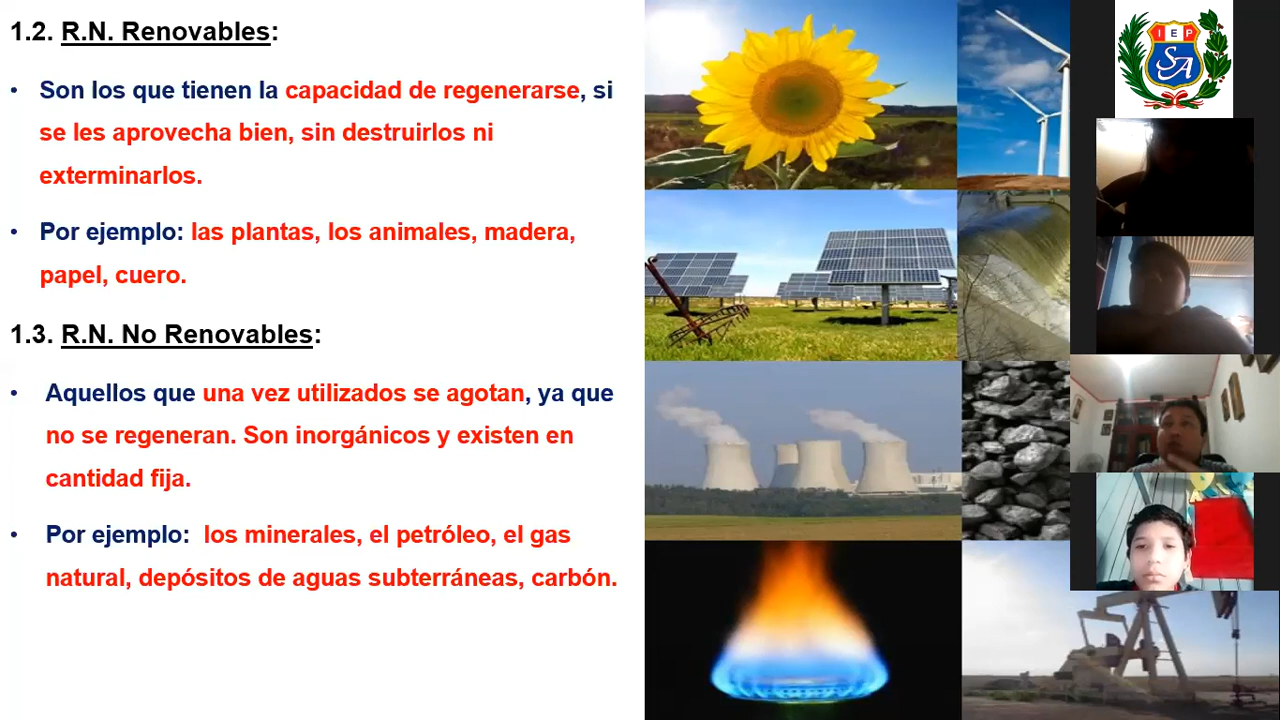 1.2. R.N. Renovables:
• Son los que tienen la capacidad de regenerarse, si
se les aprovecha bien, sin destruirlos ni
exterminarlos.
• Por ejemplo: las plantas, los animales, madera,
papel, cuero.
1.3. R.N. No Renovables:
• Aquellos que una vez utilizados se agotan, ya que
no se regeneran. Son inorgánicos y existen en
cantidad fija.
• Por ejemplo: los minerales, el petróleo, el gas
natural, depósitos de aguas subterráneas, carbón.
I E P
SA